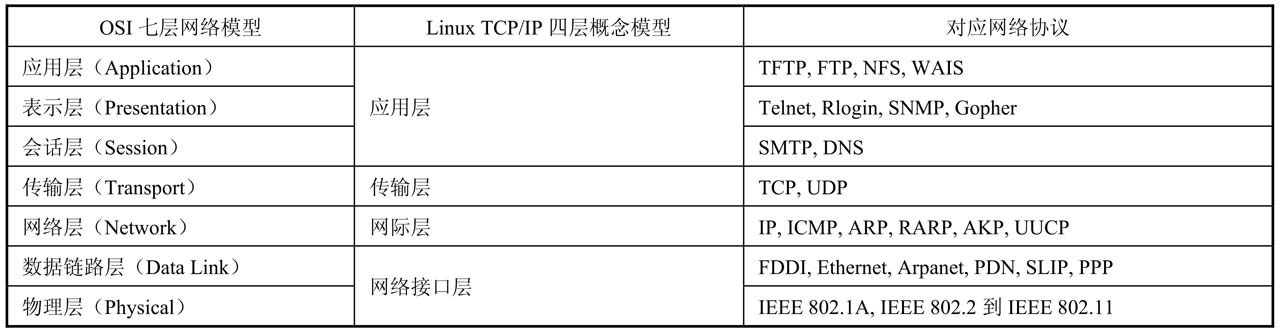 OSI 七层网络模型 Linux TCP/IP 四层概念模型 对应网络协议
应用层（Application） TFTP, FTP, NFS, WAIS
表示层（Presentation） 应用层 Telnet, Rlogin, SNMP, Gopher
会话层（Session） SMTP, DNS
传输层（Transport） 传输层 TCP, UDP
网络层（Network） 网际层 IP, ICMP, ARP, RARP, AKP, UUCP
数据链路层（Data Link） FDDI, Ethernet, Arpanet, PDN, SLIP, PPP
网络接口层
物理层（Physical） IEEE 802.1A, IEEE 802.2 到 IEEE 802.11